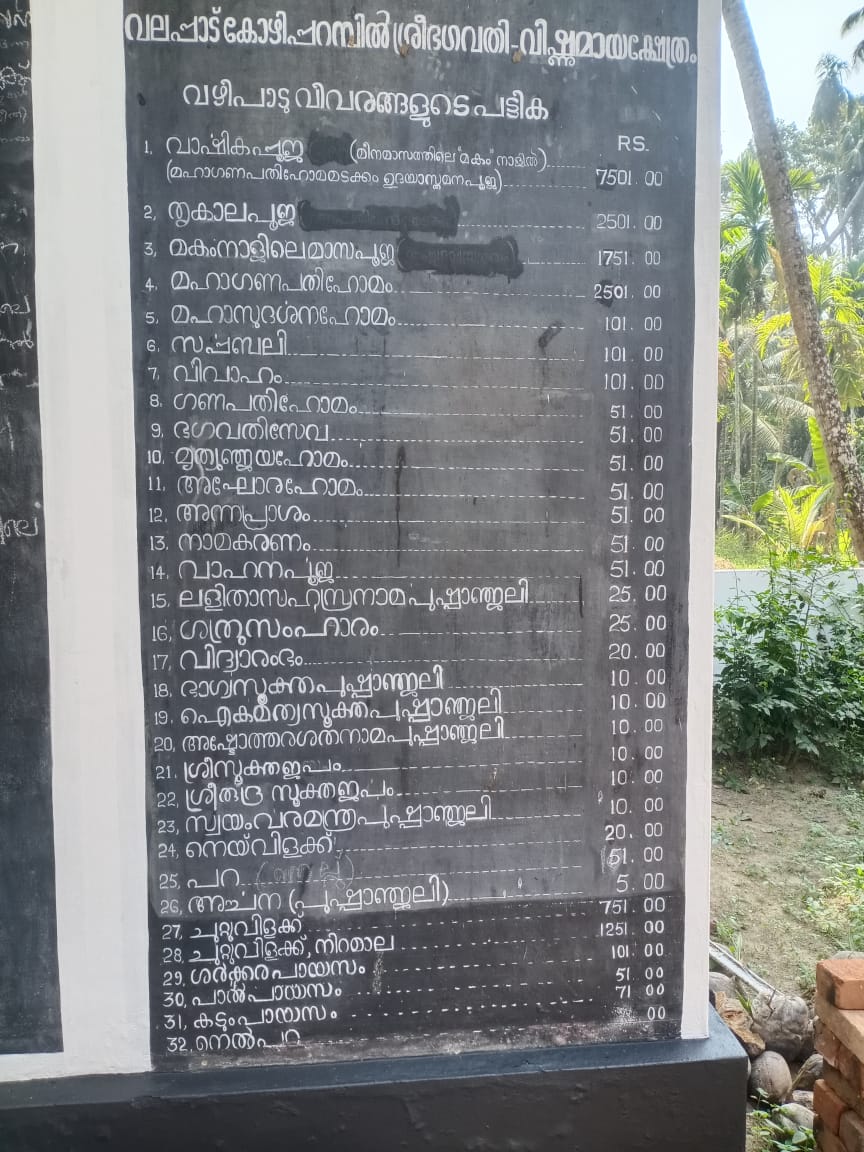 വലപ്പാട് കോഴിപ്പറമ്പിൽ ശ്രീഭഗവതി-വിഷ്ണുമായക്ഷേത്രം
വഴിപാടു വിവരങ്ങളുടെ പട്ടിക
RS.
1. വാർഷികപൂജ (മീനമാസത്തിലെ "മകം" നാളിൽ)
(മഹാഗണപതിഹോമമടക്കം ഉദയാസ്തമനപൂജ) 7501.00
2, തൃകാലപൂജ 2501.00
3, മകംനാളിലെ മാസപൂജ 1751.00
4, മഹാഗണപതിഹോമം 2501.00
5, മഹാസുദർശനഹോമം 101.00
6, സർപ്പബലി 101.00
7, വിവാഹം 101.00
8. ഗണപതിഹോമം 51.00
9. ഭഗവതിസേവ 51.00
10. മൃത്യുഞ്ജയഹോമം 51.00
11. അഘോരഹോമം 51.00
12. അന്നപ്രാശം 51.00
13. നാമകരണം 51.00
14. വാഹനപൂജ 51.00
15. ലളിതാസഹസ്രനാമപുഷ്പാഞ്ജലി 25.00
16, ശത്രുസംഹാരം 25.00
17, വിദ്യാരംഭം 20.00
18. ഭാഗ്യസൂക്തപുഷ്പാഞ്ജലി 10.00
19. ഐകമത്യസൂക്തപുഷ്പാഞ്ജലി 10.00
20, അഷ്ടോത്തരശതനാമപുഷ്പാഞ്ജലി 10.00
21. ശ്രീസൂക്തജപം 10.00
22. ശ്രീരുദ്ര സൂക്തജപം 10.00
23, സ്വയംവരമന്ത്രപുഷ്പാഞ്ജലി 10.00
24, നെയ്‌വിളക്ക് 20.00
25, പറ 51.00
26, അർച്ചന (പുഷ്പാഞ്ജലി) 5.00
27, ചുറ്റുവിളക്ക് 751.00
28, ചുറ്റുവിളക്ക്, നിറമാല 1251.00
29. ശർക്കരപായസം 101.00
30. പാൽപായസം 51.00
31, കടുംപായസം 71.00
32. നെൽപറ 00